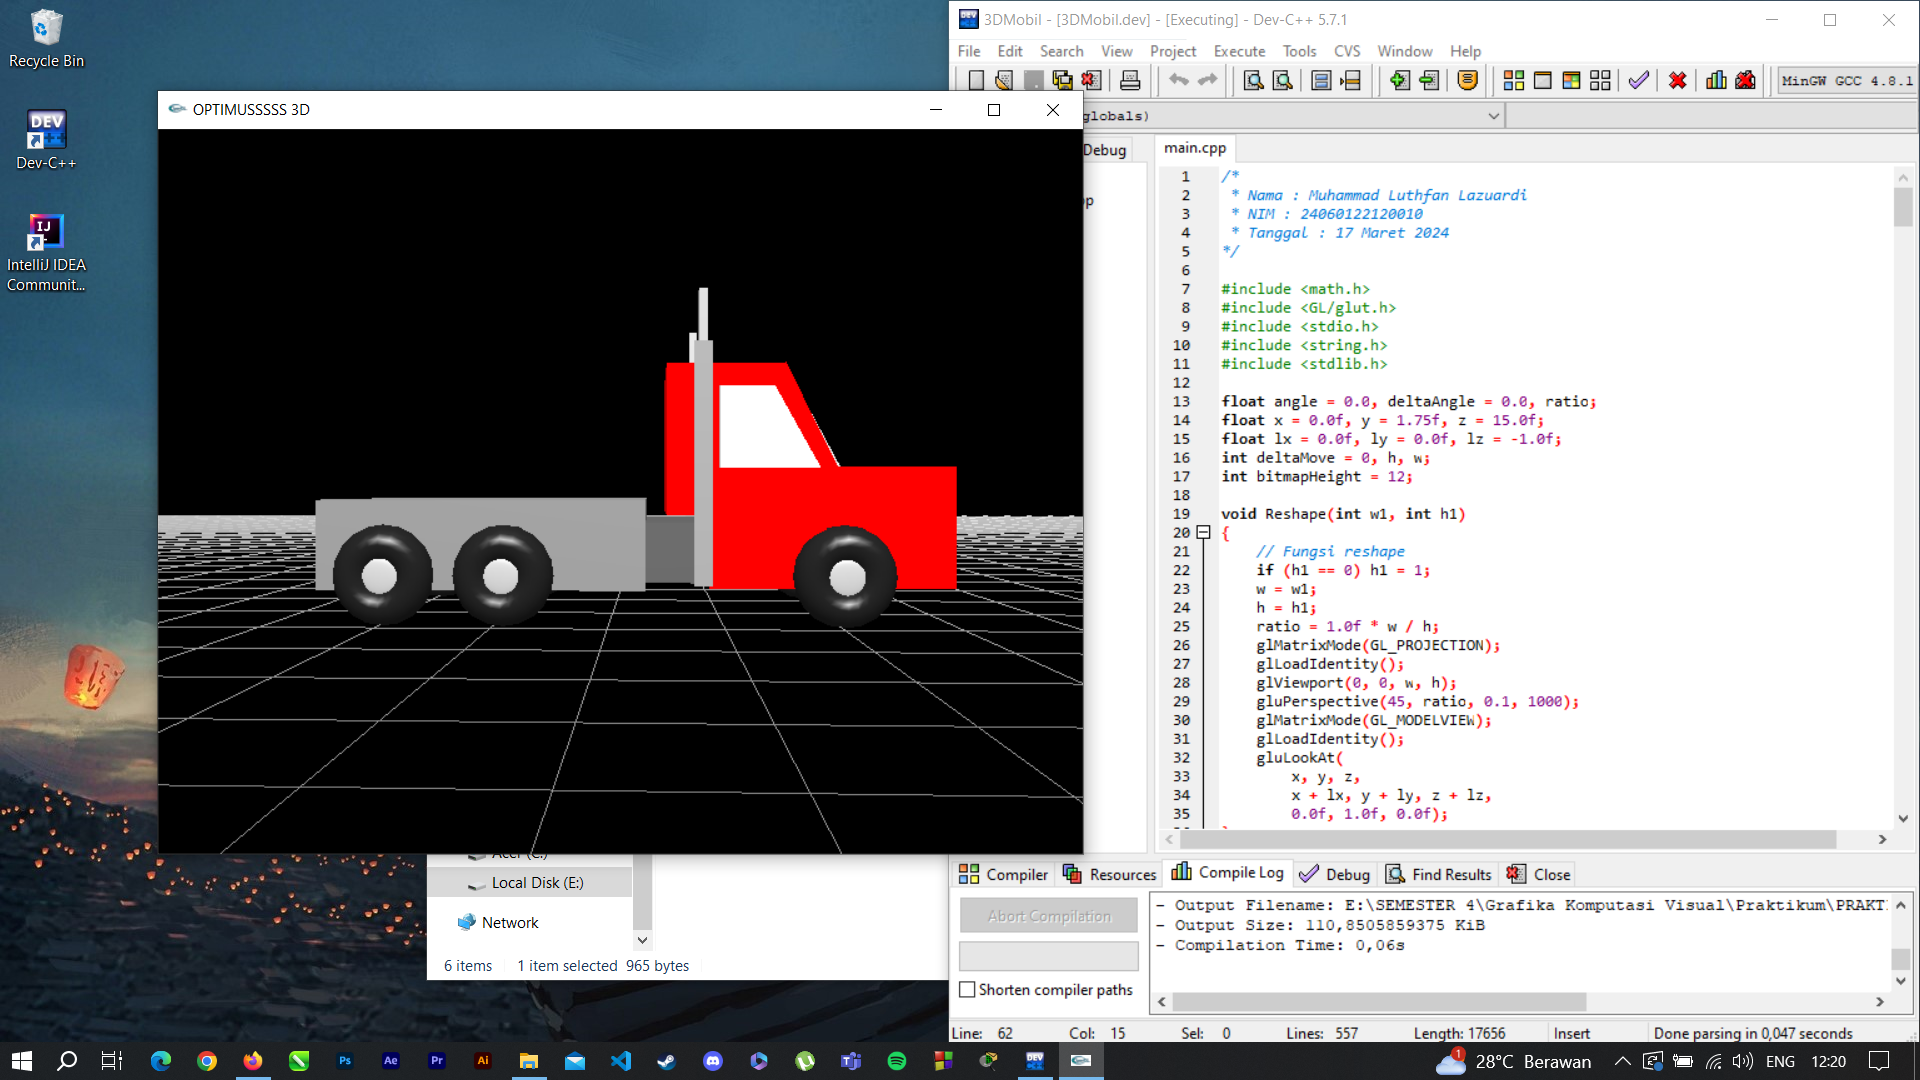 Recycle Bin
Dev-C++
IntelliJ IDEA
Communit...
OPTIMUSSSSS 3D
3DMobil - [3DMobil.dev] - [Executing] - Dev-C++ 5.7.1
File Edit Search View Project Execute Tools CVS Window Help
MinGW GCC 4.8.1
globals)
Debug
main.cpp
1 /*
2 * Nama : Muhammad Luthfan Lazuardi
3 * NIM : 24060122120010
4 * Tanggal : 17 Maret 2024
5 */
6
7 #include <math.h>
8 #include <GL/glut.h>
9 #include <stdio.h>
10 #include <string.h>
11 #include <stdlib.h>
12
13 float angle = 0.0, deltaAngle = 0.0, ratio;
14 float x = 0.0f, y = 1.75f, z = 15.0f;
15 float lx = 0.0f, ly = 0.0f, lz = -1.0f;
16 int deltaMove = 0, h, w;
17 int bitmapHeight = 12;
18
19 void Reshape(int w1, int h1)
20 {
21 // Fungsi reshape
22 if (h1 == 0) h1 = 1;
23 w = w1;
24 h = h1;
25 ratio = 1.0f * w / h;
26 glMatrixMode(GL_PROJECTION);
27 glLoadIdentity();
28 glViewport(0, 0, w, h);
29 gluPerspective(45, ratio, 0.1, 1000);
30 glMatrixMode(GL_MODELVIEW);
31 glLoadIdentity();
32 gluLookAt(
33 x, y, z,
34 x + lx, y + ly, z + lz,
35 0.0f, 1.0f, 0.0f);
Acer (C:)
Local Disk (E:)
Network
6 items 1 item selected 965 bytes
Compiler Resources Compile Log Debug Find Results Close
Abort Compilation
Shorten compiler paths
- Output Filename: E:\SEMESTER 4\Grafika Komputasi Visual\Praktikum\PRAKT
- Output Size: 110,8505859375 KiB
- Compilation Time: 0,06s
Line: 62 Col: 15 Sel: 0 Lines: 557 Length: 17656 Insert Done parsing in 0,047 seconds
28°C Berawan ENG 12:20